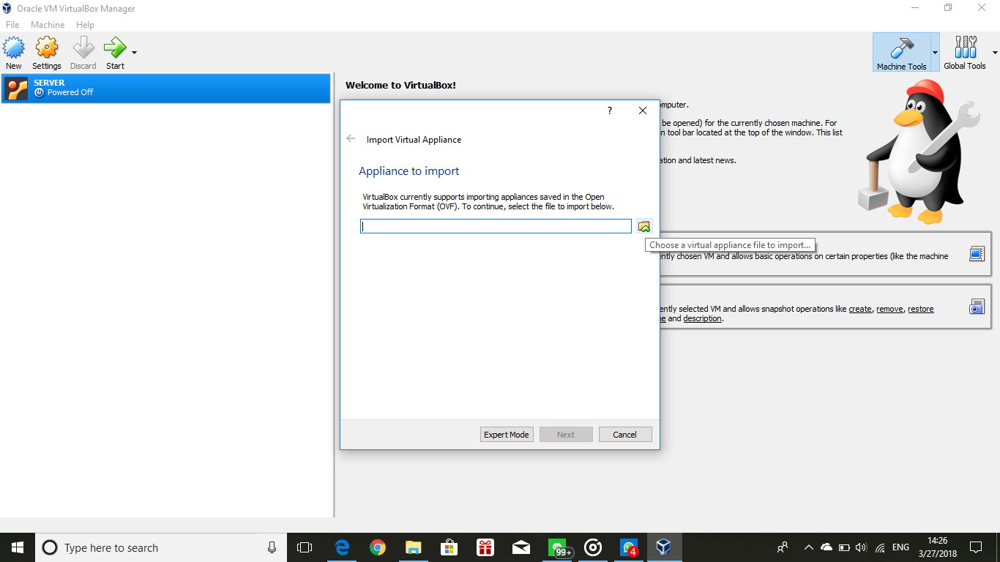 Oracle VM VirtualBox Manager
File Machine Help
New Settings Discard Start
Machine Tools Global Tools
SERVER
Powered Off
Welcome to VirtualBox!
omputer.
be opened) for the currently chosen machine. For
n tool bar located at the top of the window. This list
ation and latest news.
?
Import Virtual Appliance
Appliance to import
VirtualBox currently supports importing appliances saved in the Open
Virtualization Format (OVF). To continue, select the file to import below.
Choose a virtual appliance file to import...
ently chosen VM and allows basic operations on certain properties (like the machine
ently selected VM and allows snapshot operations like create, remove, restore
e and description.
Expert Mode Next Cancel
Type here to search
99+
4
ENG
14:26
3/27/2018